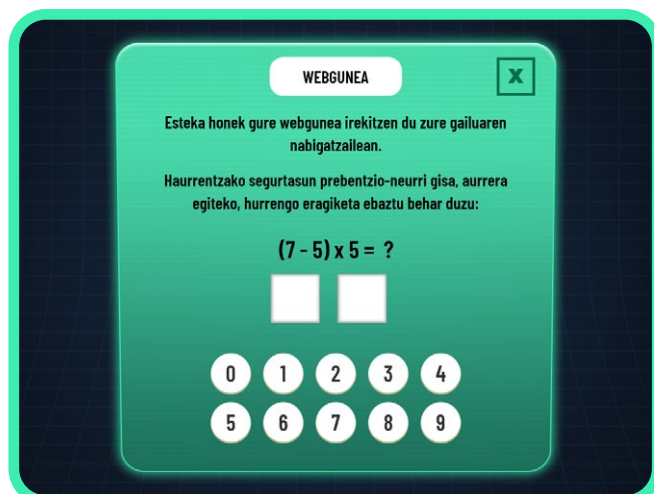 WEBGUNEA
X
Esteka honek gure webgunea irekitzen du zure gailuaren
nabigatzailean.
Haurrentzako segurtasun prebentzio-neurri gisa, aurrera
egiteko, hurrengo eragiketa ebaztu behar duzu:
(7 - 5) x 5 = ?
0 1 2 3 4
5 6 7 8 9